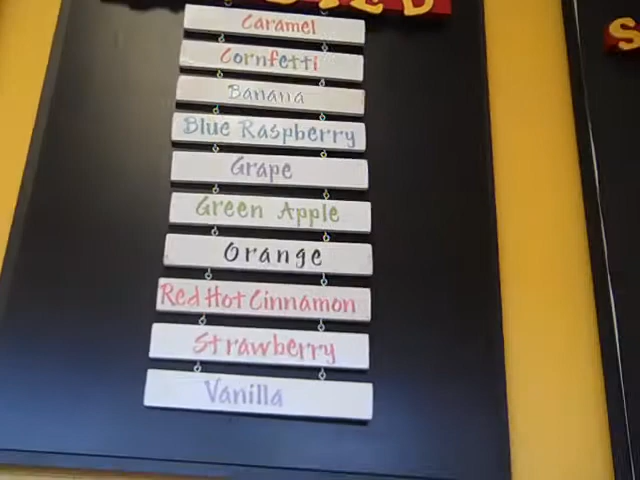 Caramel
Cornfetti
Banana
Blue Raspberry
Grape
Green Apple
Orange
Red Hot Cinnamon
Strawberry
Vanilla